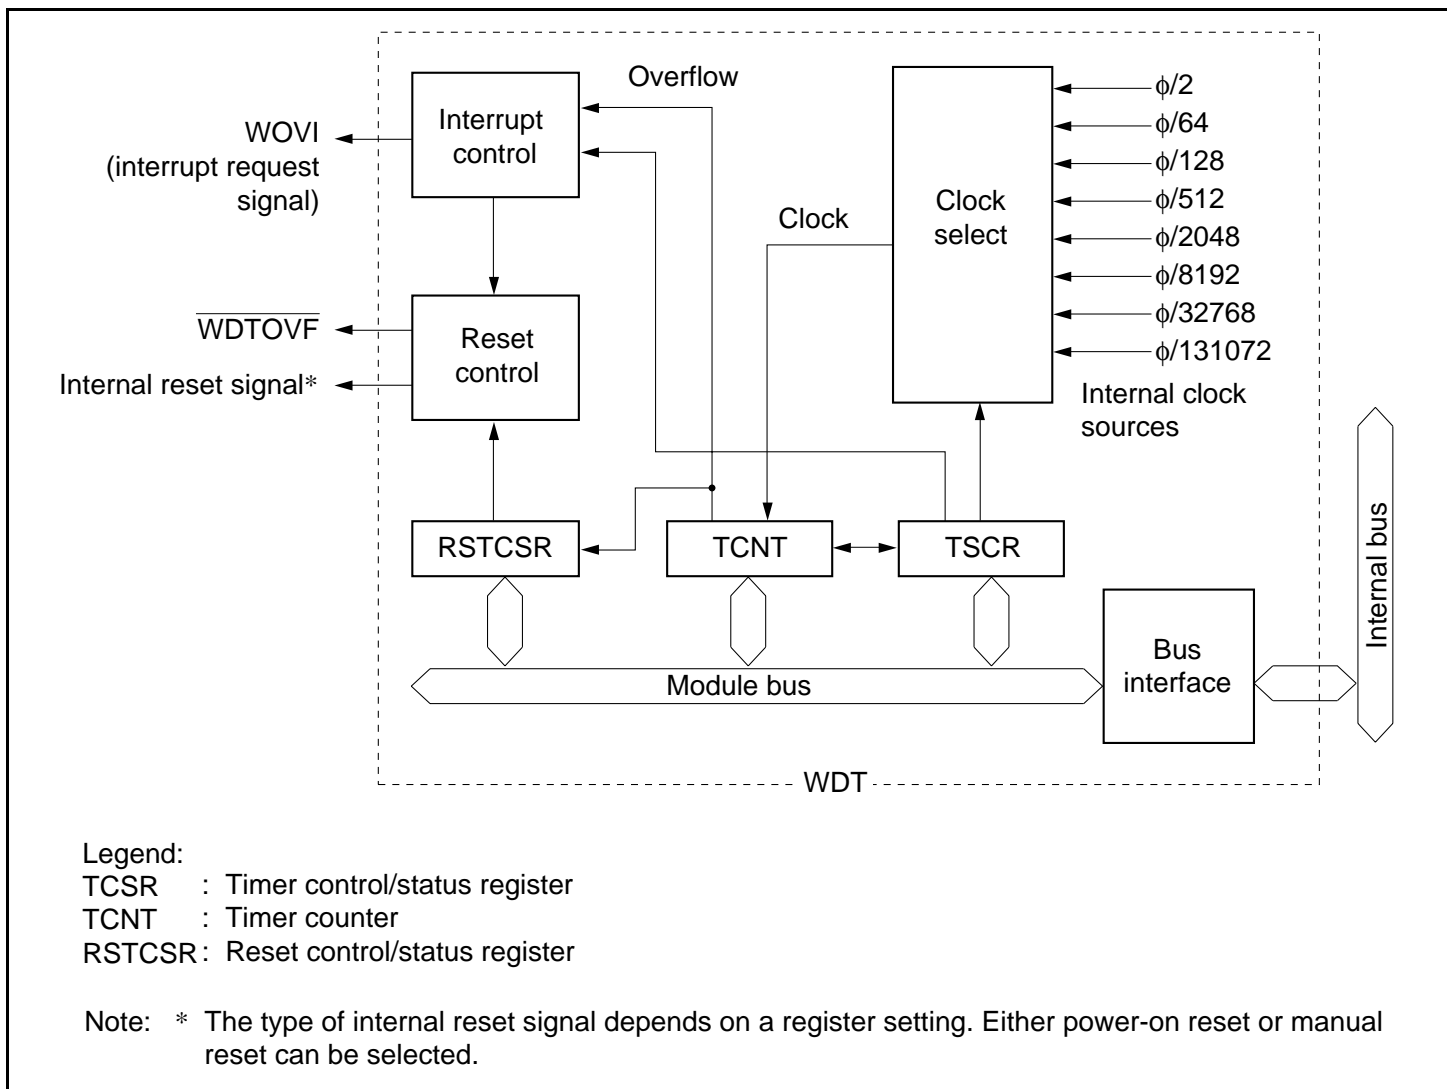 Overflow
Interrupt
control
WOVI
(interrupt request
signal)
Clock
Clock
select
ϕ/2
ϕ/64
ϕ/128
ϕ/512
ϕ/2048
ϕ/8192
ϕ/32768
ϕ/131072
Internal clock
sources
WDTOVF
Internal reset signal*
Reset
control
RSTCSR
TCNT
TSCR
Module bus
Bus
interface
Internal bus
WDT
Legend:
TCSR : Timer control/status register
TCNT : Timer counter
RSTCSR : Reset control/status register
Note: * The type of internal reset signal depends on a register setting. Either power-on reset or manual
reset can be selected.